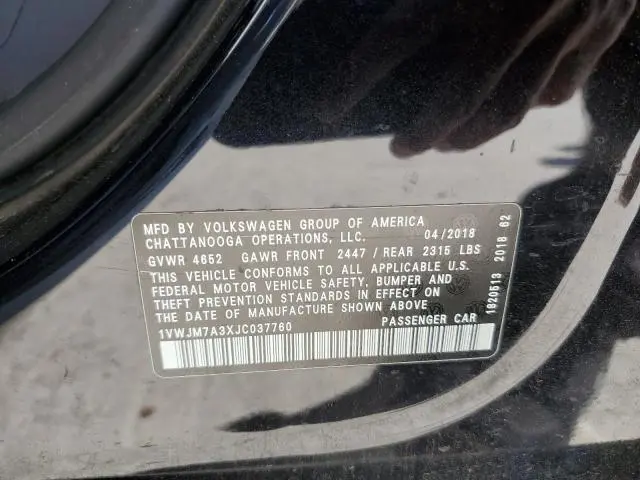 MFD BY VOLKSWAGEN GROUP OF AMERICA
CHATTANOOGA OPERATIONS, LLC. 04/2018
GVWR 4652 GAWR FRONT 2447 / REAR 2315 LBS
THIS VEHICLE CONFORMS TO ALL APPLICABLE U.S.
FEDERAL MOTOR VEHICLE SAFETY, BUMPER AND
THEFT PREVENTION STANDARDS IN EFFECT ON
THE DATE OF MANUFACTURE SHOWN ABOVE
1VWJM7A3XJC037760 PASSENGER CAR
1820513 2018 62